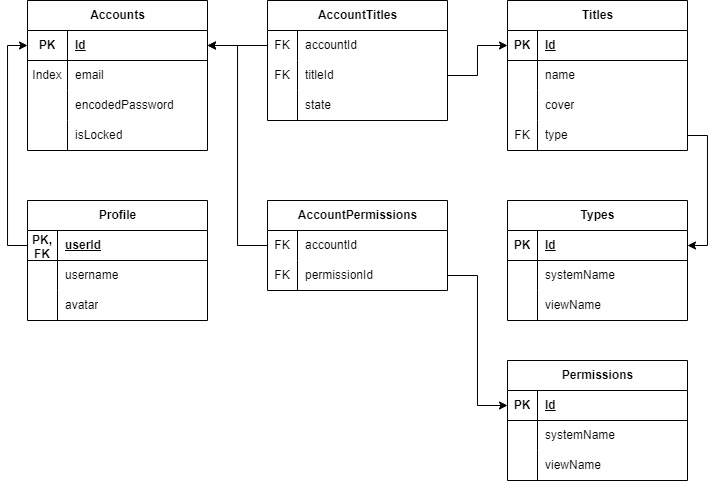 Accounts
PK Id
Index email
encodedPassword
isLocked
AccountTitles
FK accountId
FK titleId
state
Titles
PK Id
name
cover
FK type
Profile
PK,
FK userId
username
avatar
AccountPermissions
FK accountId
FK permissionId
Types
PK Id
systemName
viewName
Permissions
PK Id
systemName
viewName